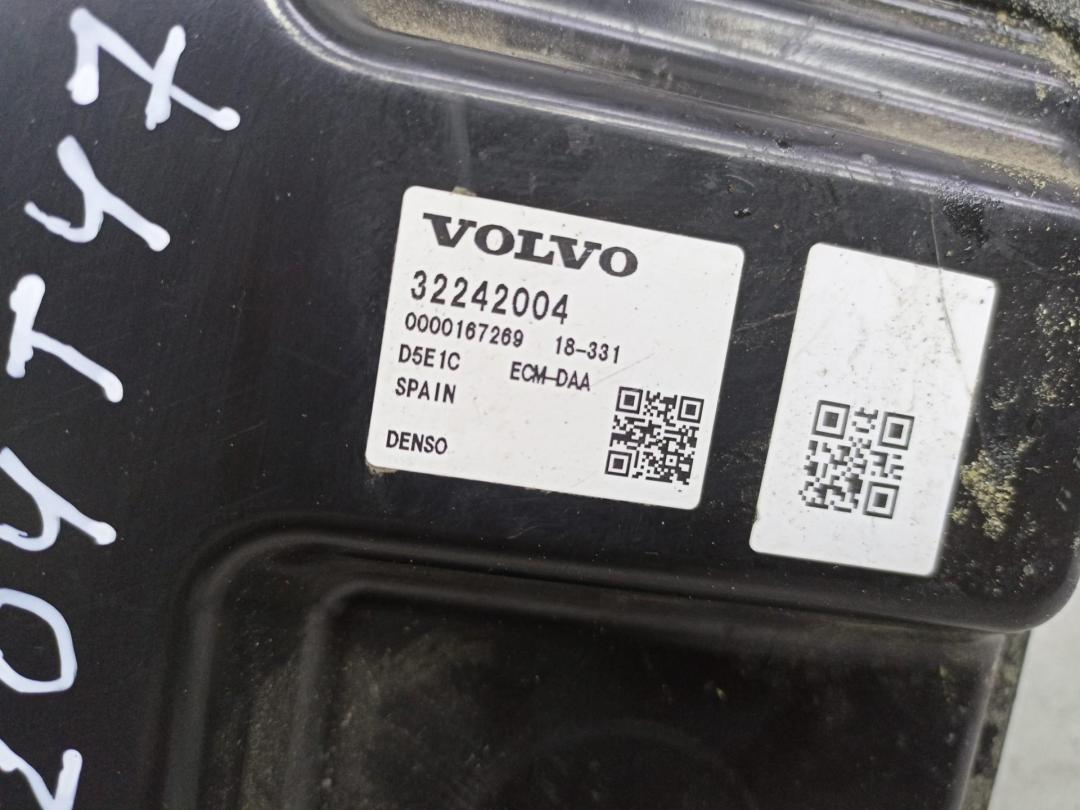 VOLVO
32242004
0000167269 18-331
D5E1C ECM-DAA
SPAIN
DENSO